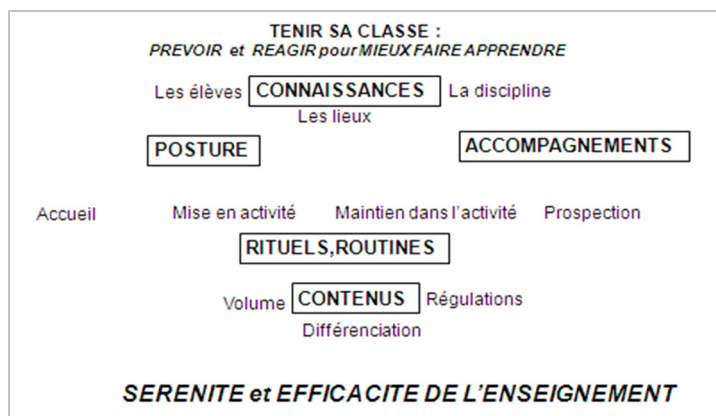 TENIR SA CLASSE :
PREVOIR et REAGIR pour MIEUX FAIRE APPRENDRE
Les élèves CONNAISSANCES La discipline
Les lieux
POSTURE ACCOMPAGNEMENTS
Accueil Mise en activité Maintien dans l'activité Prospection
RITUELS,ROUTINES
Volume CONTENUS Régulations
Différenciation
SERENITE et EFFICACITE DE L'ENSEIGNEMENT